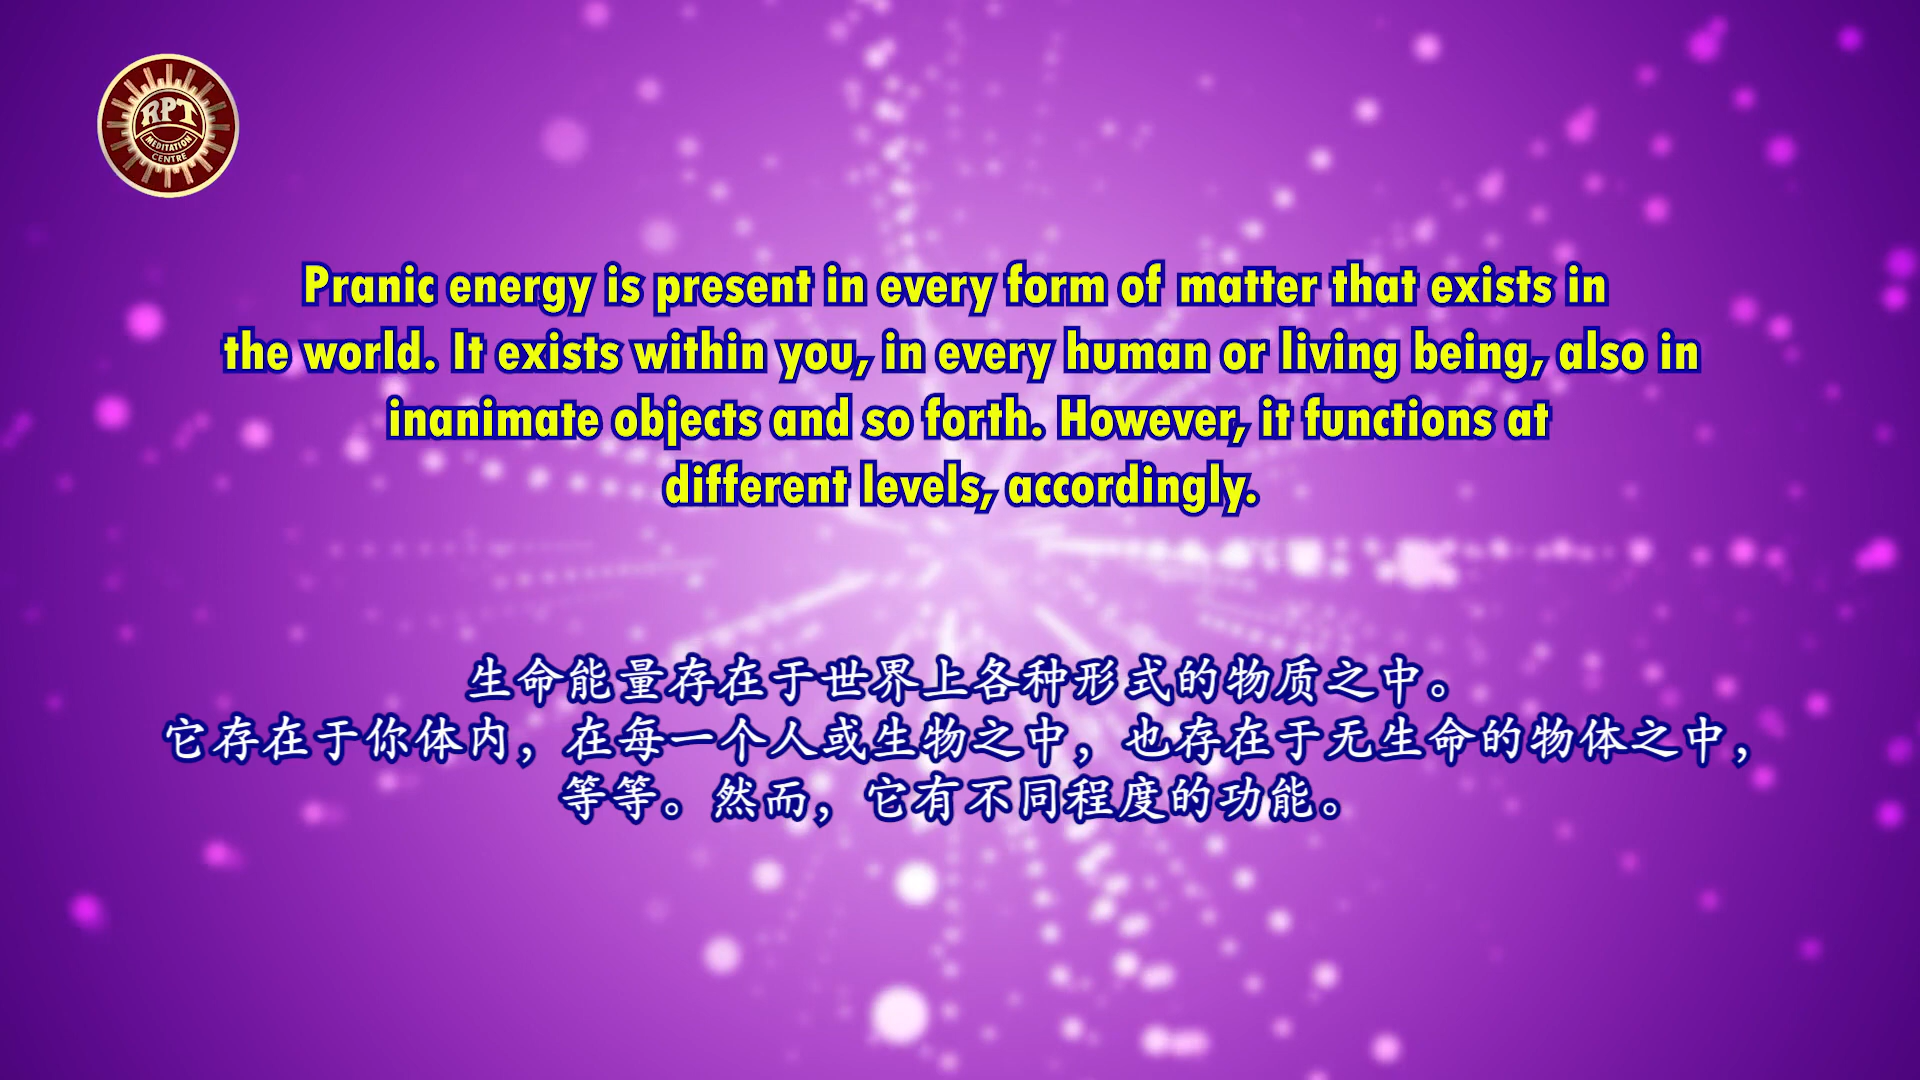 RPT
MEDITATION
CENTRE
Pranic energy is present in every form of matter that exists in
the world. It exists within you, in every human or living being, also in
inanimate objects and so forth. However, it functions at
different levels, accordingly.
生命能量存在于世界上各种形式的物质之中。
它存在于你体内，在每一个人或生物之中，也存在于无生命的物体之中，
等等。然而，它有不同程度的功能。